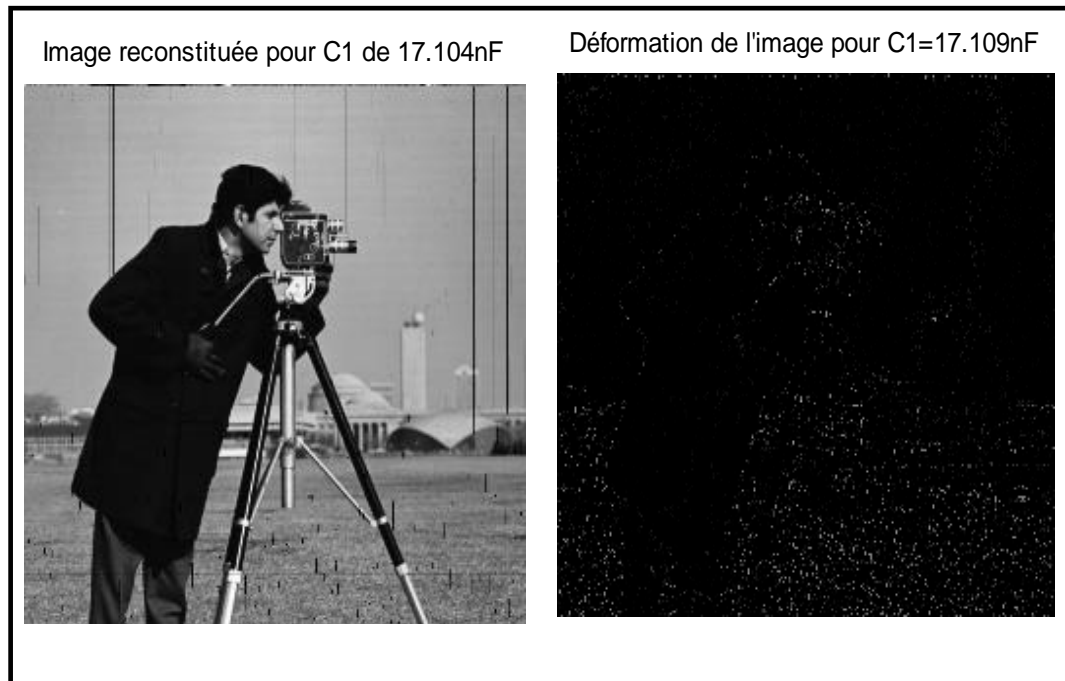 Image reconstituée pour C1 de 17.104nF
Déformation de l'image pour C1=17.109nF